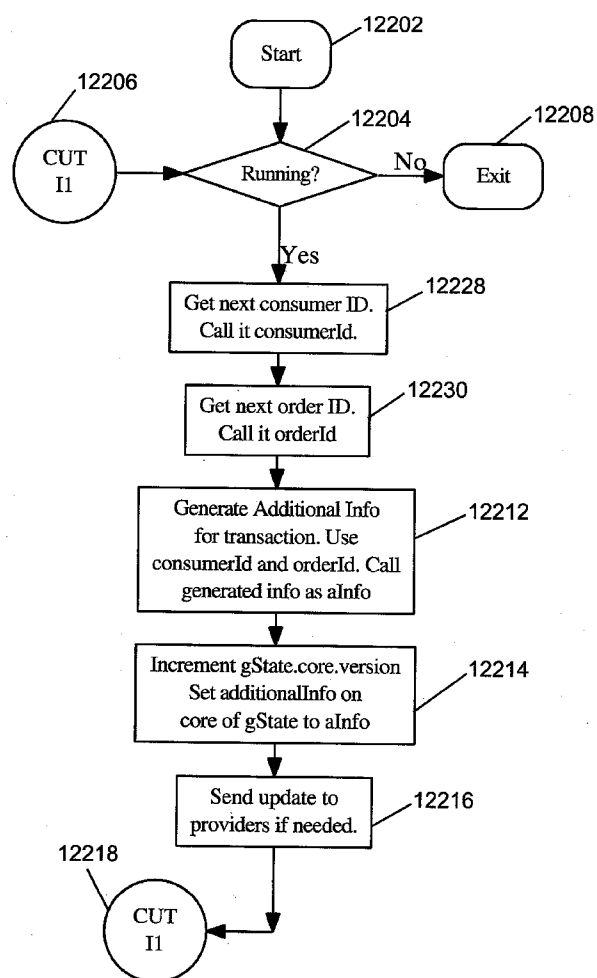 12202
Start
12206
12204
12208
CUT
I1
Running?
No
Exit
Yes
12228
Get next consumer ID.
Call it consumerId.
12230
Get next order ID.
Call it orderId
12212
Generate Additional Info
for transaction. Use
consumerId and orderId. Call
generated info as aInfo
12214
Increment gState.core.version
Set additionalInfo on
core of gState to aInfo
12216
Send update to
providers if needed.
12218
CUT
I1